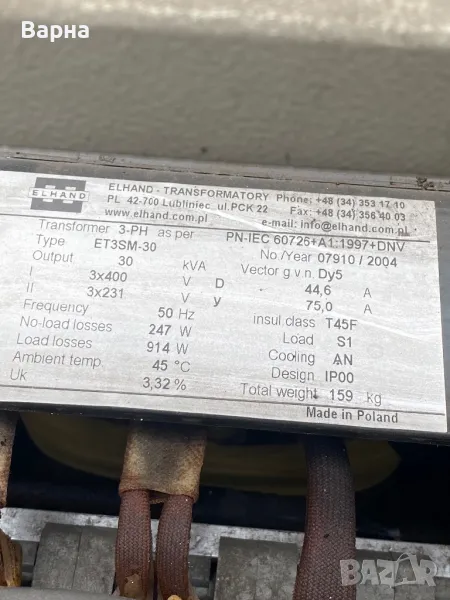 Варна
ELHAND
ELHAND - TRANSFORMATORY Phone: +48 (34) 353 17 10
PL 42-700 Lubliniec ul.PCK 22 Fax: +48 (34) 356 40 03
www.elhand.com.pl e-mail: info@elhand.com.pl
Transformer 3-PH as per PN-IEC 60726+A1:1997+DNV
Type ET3SM-30 No /Year 07910 / 2004
Output 30 kVA Vector g.v n. Dy5
I 3x400 V D 44,6 A
II 3x231 V y 75,0 A
Frequency 50 Hz insul.class T45F
No-load losses 247 W Load S1
Load losses 914 W Cooling AN
Ambient temp 45 °C Design IP00
Uk 3,32 % Total weight 159 kg
Made in Poland
BAZAR